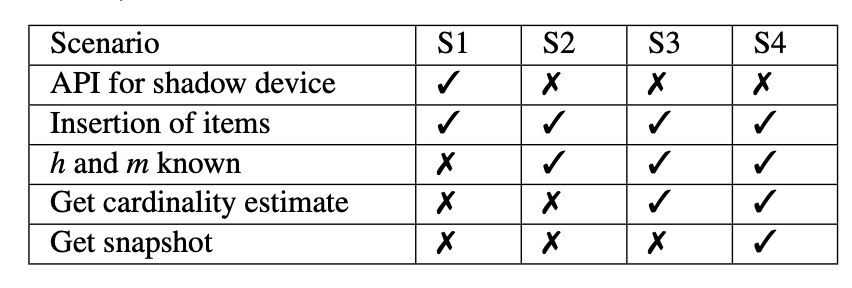 Scenario S1 S2 S3 S4
API for shadow device ✓ ✗ ✗ ✗
Insertion of items ✓ ✓ ✓ ✓
h and m known ✗ ✓ ✓ ✓
Get cardinality estimate ✗ ✗ ✓ ✓
Get snapshot ✗ ✗ ✗ ✓